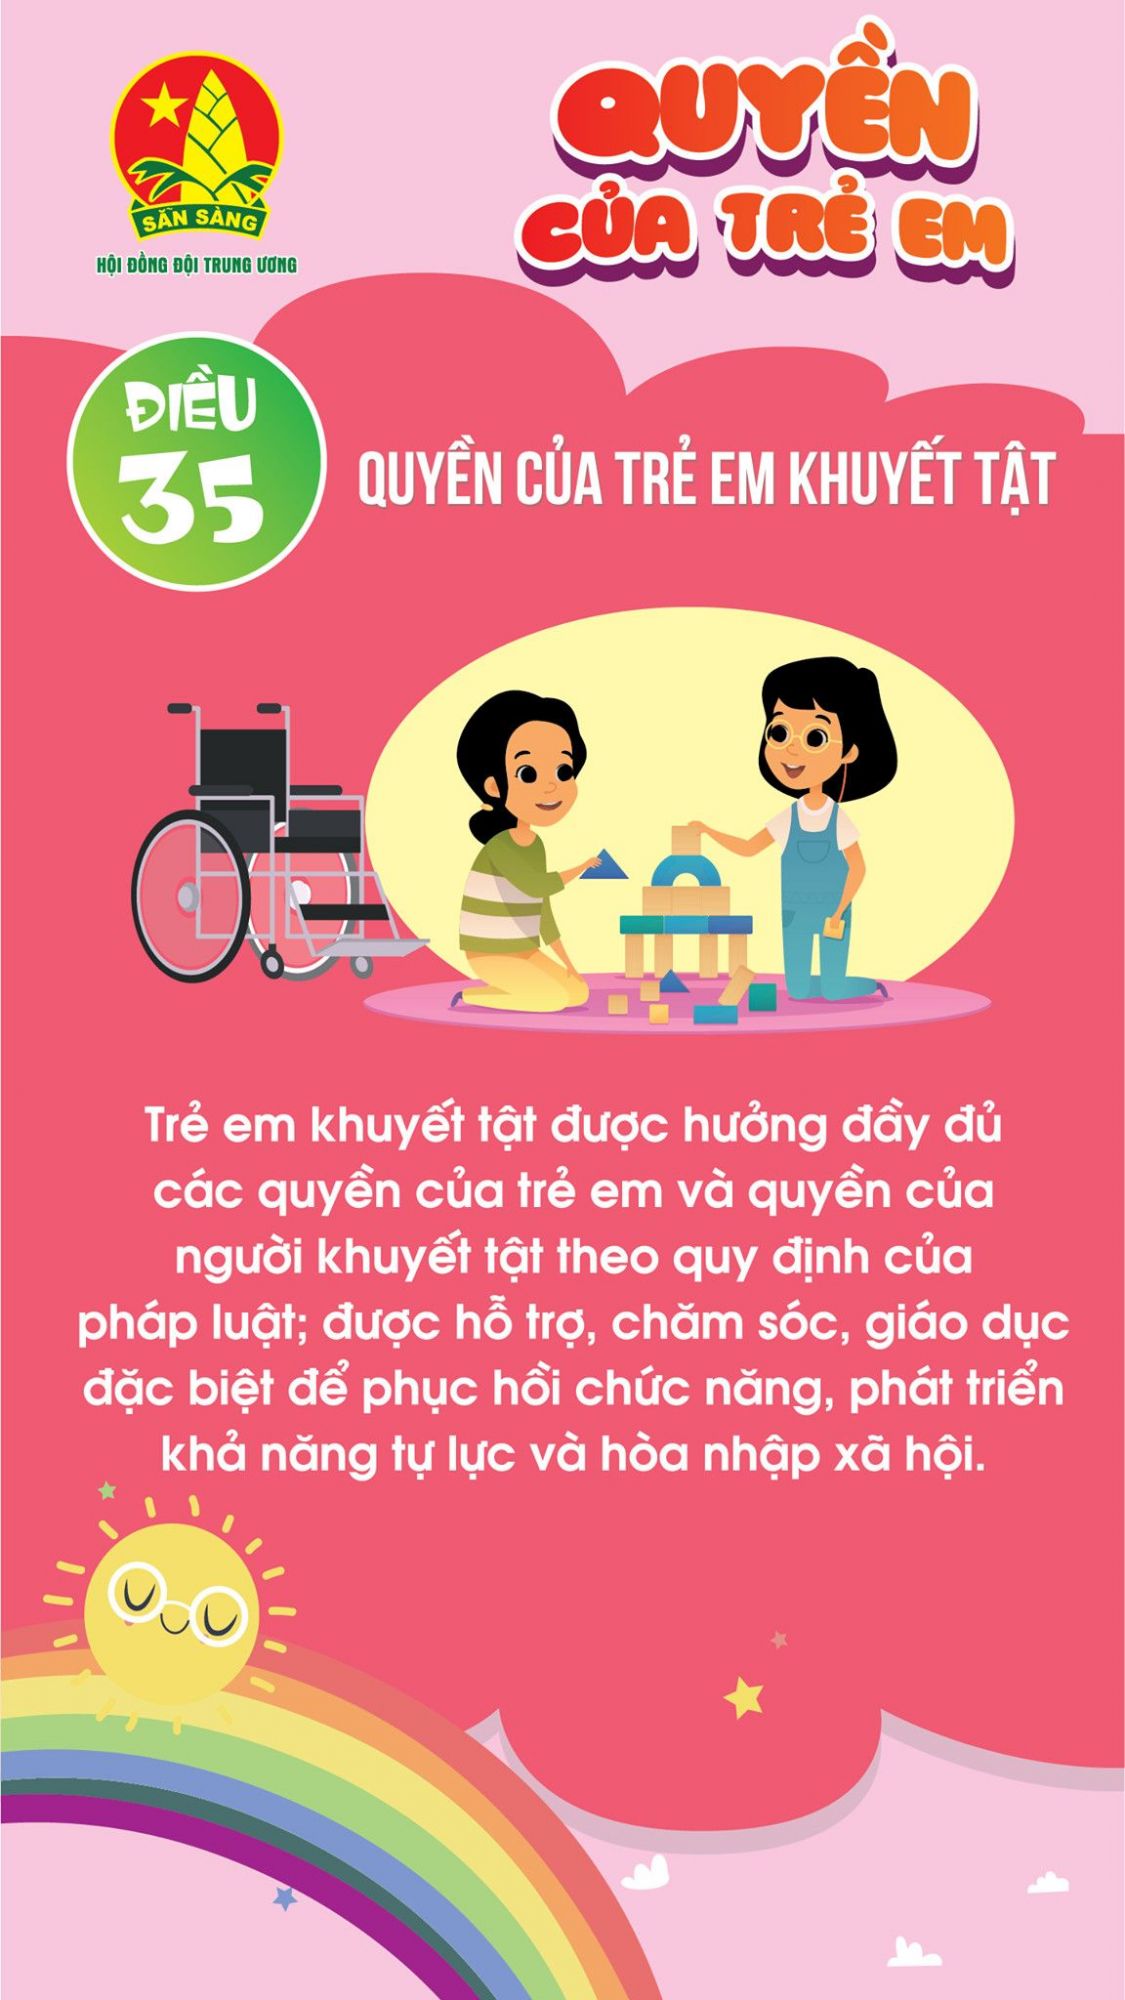 SẴN SÀNG
HỘI ĐỒNG ĐỘI TRUNG ƯƠNG
QUYỀN
CỦA TRẺ EM
ĐIỀU
35
QUYỀN CỦA TRẺ EM KHUYẾT TẬT
Trẻ em khuyết tật được hưởng đầy đủ
các quyền của trẻ em và quyền của
người khuyết tật theo quy định của
pháp luật; được hỗ trợ, chăm sóc, giáo dục
đặc biệt để phục hồi chức năng, phát triển
khả năng tự lực và hòa nhập xã hội.